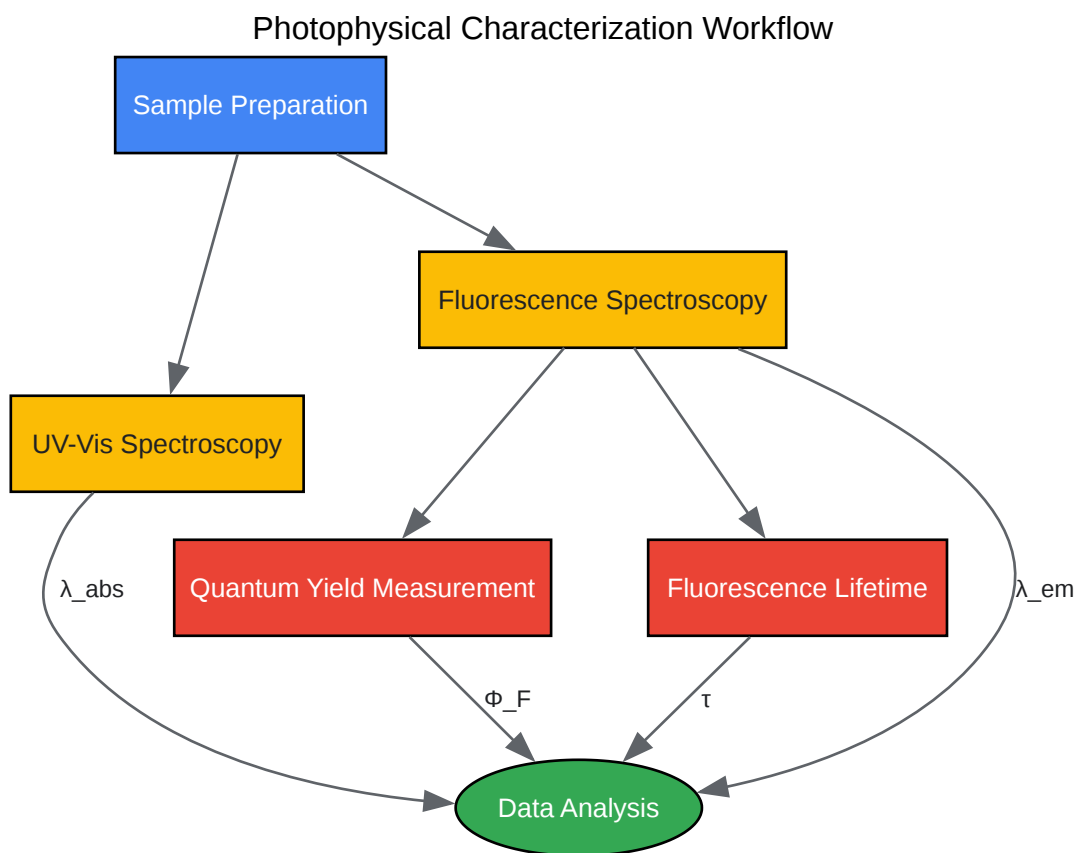 Photophysical Characterization Workflow
Sample Preparation
Fluorescence Spectroscopy
UV-Vis Spectroscopy
Quantum Yield Measurement
Fluorescence Lifetime
λ_abs
λ_em
Φ_F
τ
Data Analysis